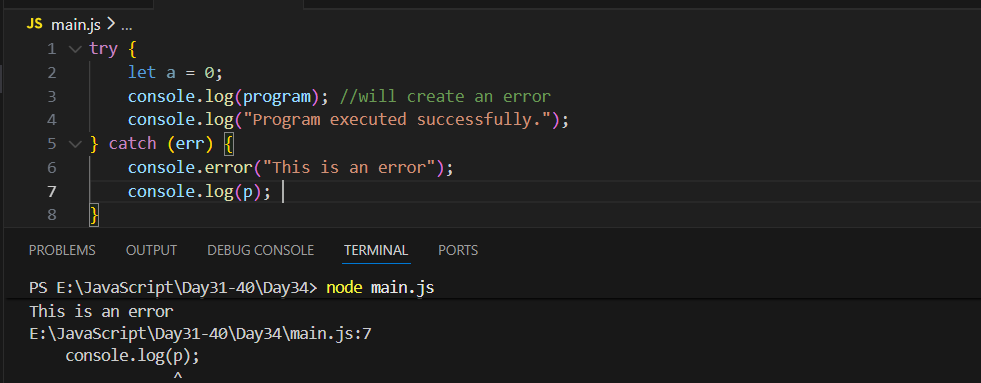 JS main.js > ...
1 try {
2 let a = 0;
3 console.log(program); //will create an error
4 console.log("Program executed successfully.");
5 } catch (err) {
6 console.error("This is an error");
7 console.log(p);
8 }
PROBLEMS OUTPUT DEBUG CONSOLE TERMINAL PORTS
PS E:\JavaScript\Day31-40\Day34> node main.js
This is an error
E:\JavaScript\Day31-40\Day34\main.js:7
console.log(p);
^